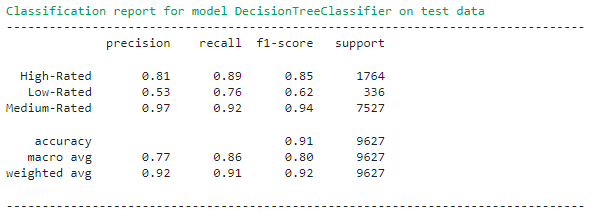 Classification report for model DecisionTreeClassifier on test data
--------------------------------------------------------------------------------
precision recall f1-score support
High-Rated 0.81 0.89 0.85 1764
Low-Rated 0.53 0.76 0.62 336
Medium-Rated 0.97 0.92 0.94 7527
accuracy 0.91 9627
macro avg 0.77 0.86 0.80 9627
weighted avg 0.92 0.91 0.92 9627
--------------------------------------------------------------------------------